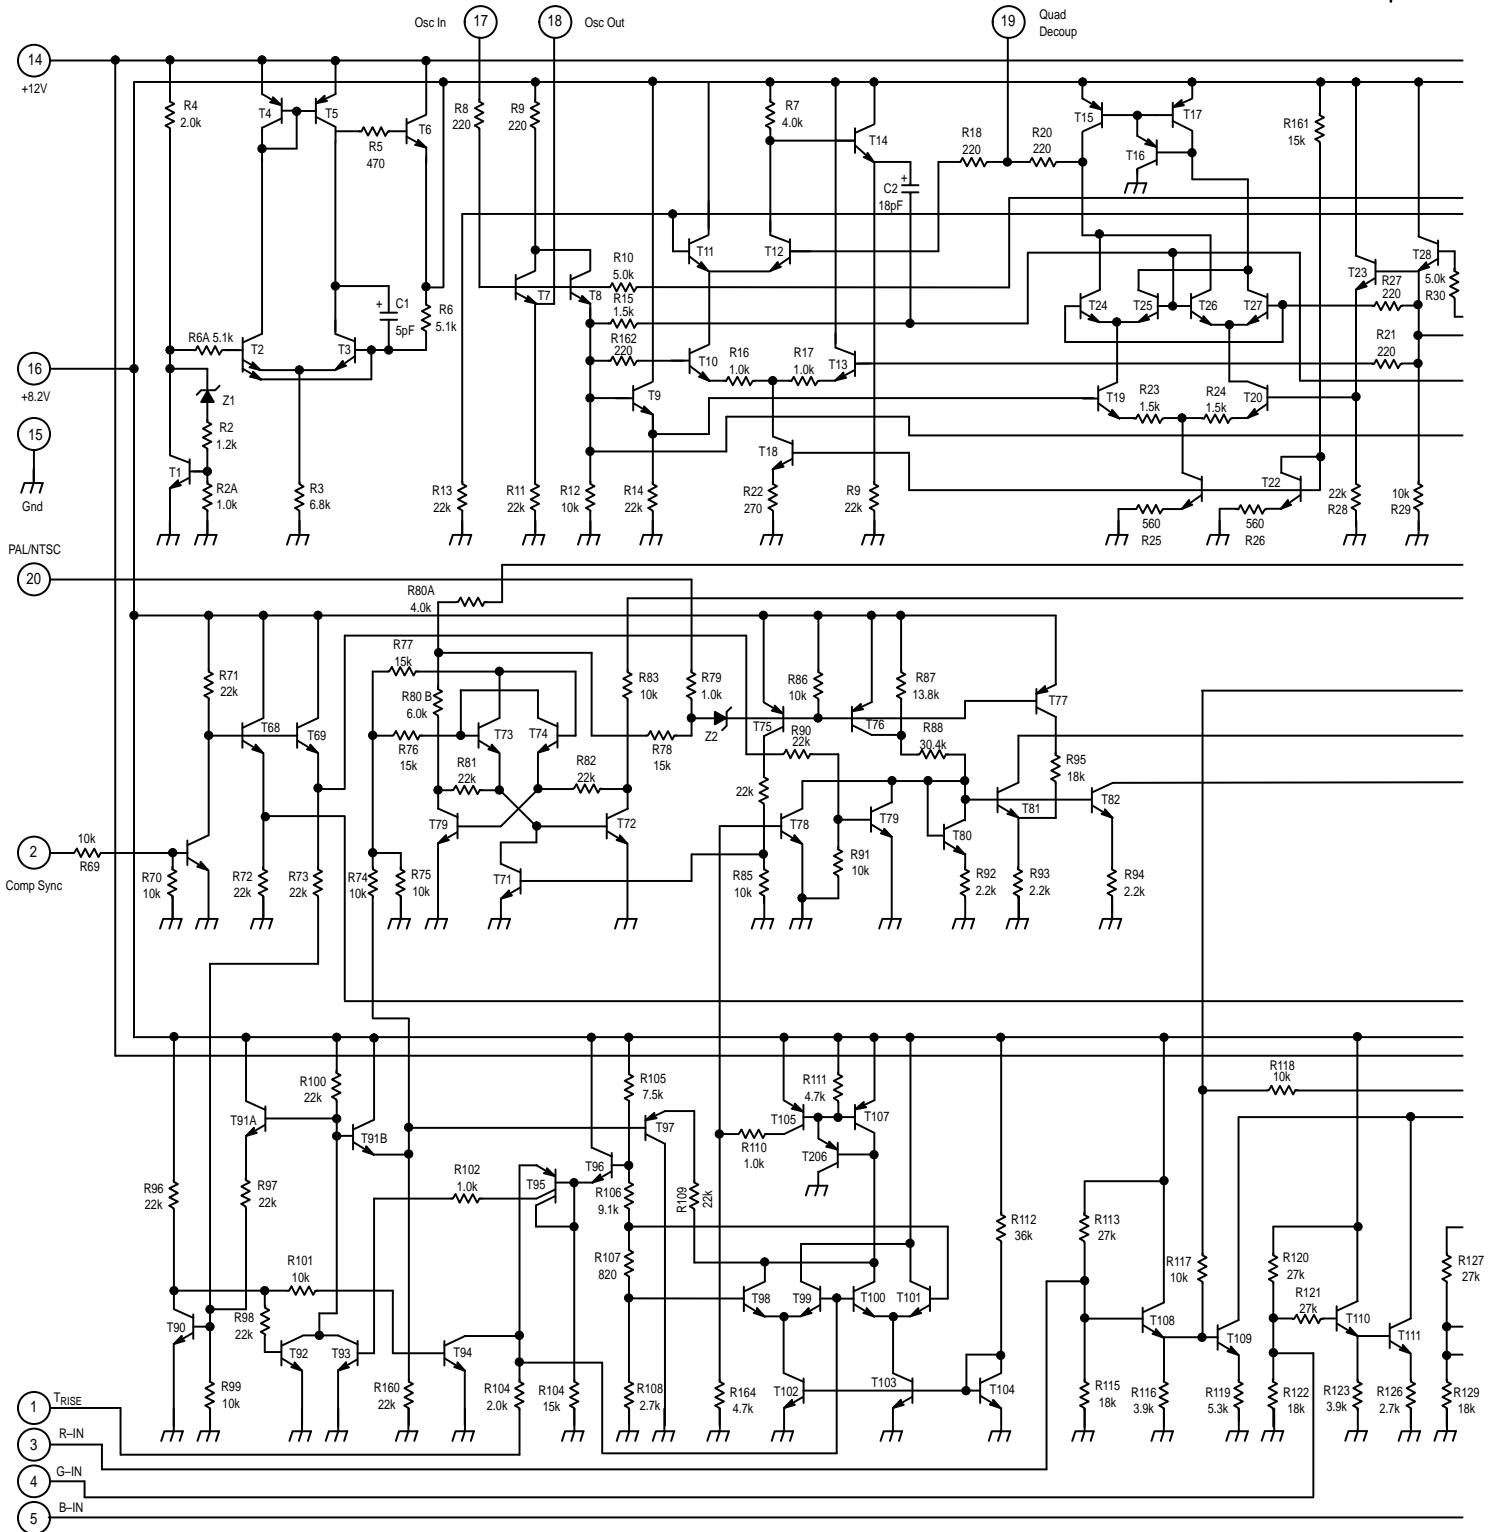 Osc In
17
18
Osc Out
19
Quad
Decoup
14
+12V
R4
2.0k
T4
T5
R5
470
T6
R8
220
R9
220
R7
4.0k
T14
C2
+
18pF
R18
220
R20
220
T15
T17
T16
R161
15k
T11
T12
R10
5.0k
R15
1.5k
R162
220
T7
T8
T23
T28
5.0k
R30
R27
220
R21
220
T24
T25
T26
T27
+
C1
5pF
R6
5.1k
R6A 5.1k
T2
T3
T10
R16
1.0k
R17
1.0k
T13
16
+8.2V
Z1
R2
1.2k
T9
T19
R23
1.5k
R24
1.5k
T20
15
Gnd
T1
R2A
1.0k
R3
6.8k
R13
22k
R11
22k
R12
10k
R14
22k
T18
R22
270
R9
22k
T22
560
R25
560
R26
22k
R28
10k
R29
PAL/NTSC
20
R80A
4.0k
R77
15k
R71
22k
R80 B
6.0k
R83
10k
R79
1.0k
R86
10k
R87
13.8k
T77
T68
T69
R76
15k
T73
T74
R78
15k
Z2
T75
R90
22k
T76
R88
30.4k
R95
18k
R81
22k
R82
22k
22k
T79
T72
T78
T79
T80
T81
T82
2
Comp Sync
10k
R69
R70
10k
R72
22k
R73
22k
R74
10k
R75
10k
T71
R85
10k
R91
10k
R92
2.2k
R93
2.2k
R94
2.2k
R100
22k
R105
7.5k
R111
4.7k
R118
10k
T91A
T91B
T97
T105
T107
R110
1.0k
T206
R96
22k
R97
22k
R102
1.0k
T95
T96
R106
9.1k
R109
22k
R112
36k
R113
27k
R101
10k
R107
820
R117
10k
R120
27k
R127
27k
R121
27k
R98
22k
T90
T92
T93
T94
T98
T99
T100
T101
T108
T109
T110
T111
R99
10k
R160
22k
R104
2.0k
R104
15k
R108
2.7k
R164
4.7k
T102
T103
T104
R115
18k
R116
3.9k
R119
5.3k
R122
18k
R123
3.9k
R126
2.7k
R129
18k
1
TRISE
3
R–IN
4
G–IN
5
B–IN